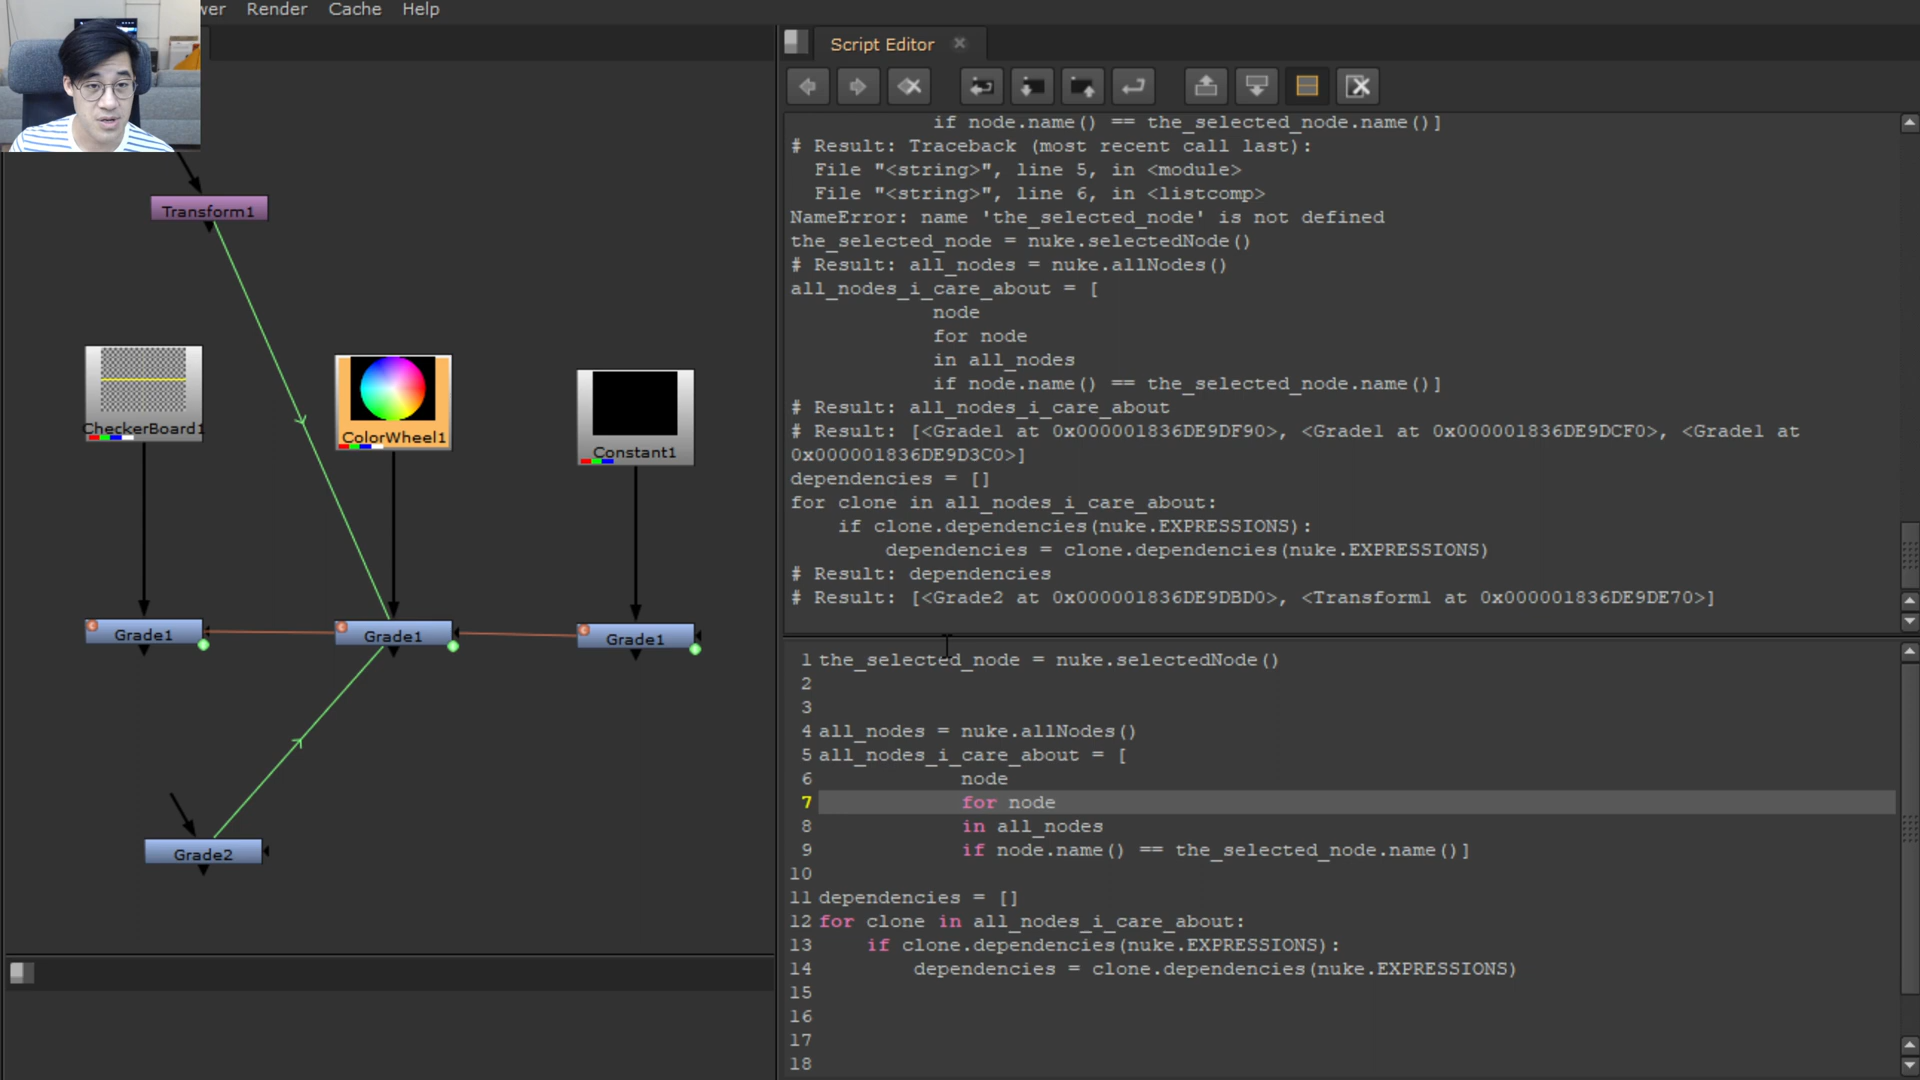 wer Render Cache Help
Script Editor
Transform1
CheckerBoard1
ColorWheel1
Constant1
Grade1
Grade1
Grade1
Grade2
if node.name() == the_selected_node.name()]
# Result: Traceback (most recent call last):
File "<string>", line 5, in <module>
File "<string>", line 6, in <listcomp>
NameError: name 'the_selected_node' is not defined
the_selected_node = nuke.selectedNode()
# Result: all_nodes = nuke.allNodes()
all_nodes_i_care_about = [
node
for node
in all_nodes
if node.name() == the_selected_node.name()]
# Result: all_nodes_i_care_about
# Result: [<Grade1 at 0x000001836DE9DF90>, <Grade1 at 0x000001836DE9DCF0>, <Grade1 at
0x000001836DE9D3C0>]
dependencies = []
for clone in all_nodes_i_care_about:
if clone.dependencies(nuke.EXPRESSIONS):
dependencies = clone.dependencies(nuke.EXPRESSIONS)
# Result: dependencies
# Result: [<Grade2 at 0x000001836DE9DBD0>, <Transform1 at 0x000001836DE9DE70>]
1 the_selected_node = nuke.selectedNode()
2
3
4 all_nodes = nuke.allNodes()
5 all_nodes_i_care_about = [
6 node
7 for node
8 in all_nodes
9 if node.name() == the_selected_node.name()]
10
11 dependencies = []
12 for clone in all_nodes_i_care_about:
13 if clone.dependencies(nuke.EXPRESSIONS):
14 dependencies = clone.dependencies(nuke.EXPRESSIONS)
15
16
17
18